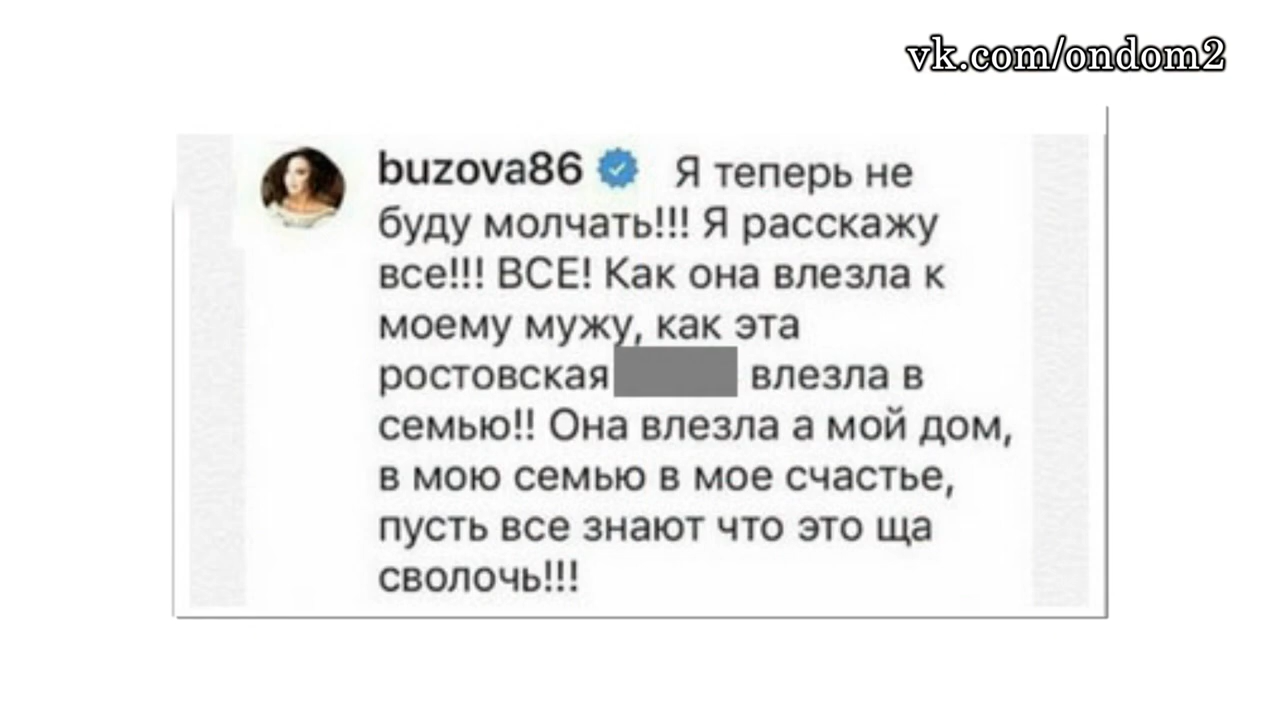 vk.com/ondom2
buzova86 Я теперь не
буду молчать!!! Я расскажу
все!!! ВСЕ! Как она влезла к
моему мужу, как эта
ростовская влезла в
семью!! Она влезла а мой дом,
в мою семью в мое счастье,
пусть все знают что это ща
сволочь!!!